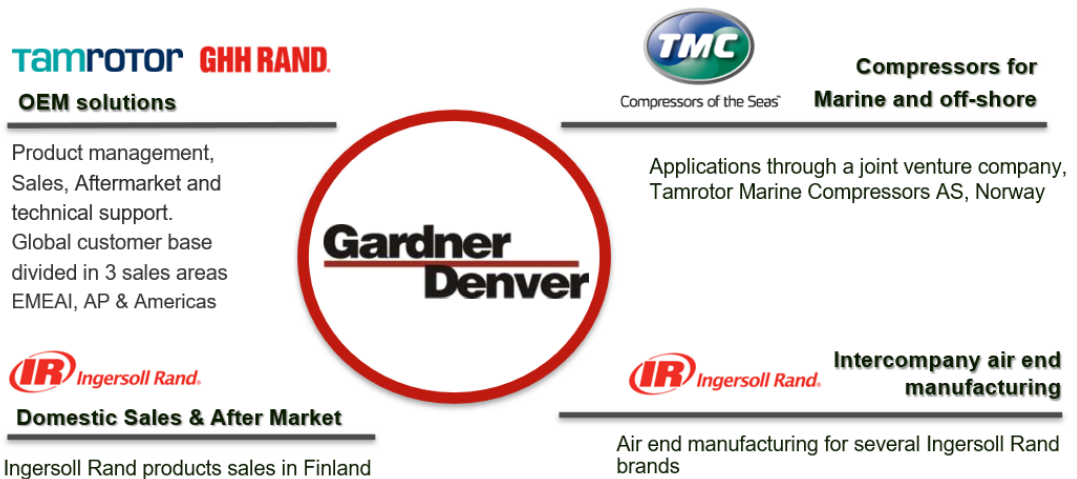 Tamrotor GHH RAND.
OEM solutions
Product management,
Sales, Aftermarket and
technical support.
Global customer base
divided in 3 sales areas
EMEAI, AP & Americas
IR Ingersoll Rand.
Domestic Sales & After Market
Ingersoll Rand products sales in Finland
Gardner
Denver
TMC
Compressors of the Seas™
Compressors for
Marine and off-shore
Applications through a joint venture company,
Tamrotor Marine Compressors AS, Norway
IR Ingersoll Rand.
Intercompany air end
manufacturing
Air end manufacturing for several Ingersoll Rand
brands